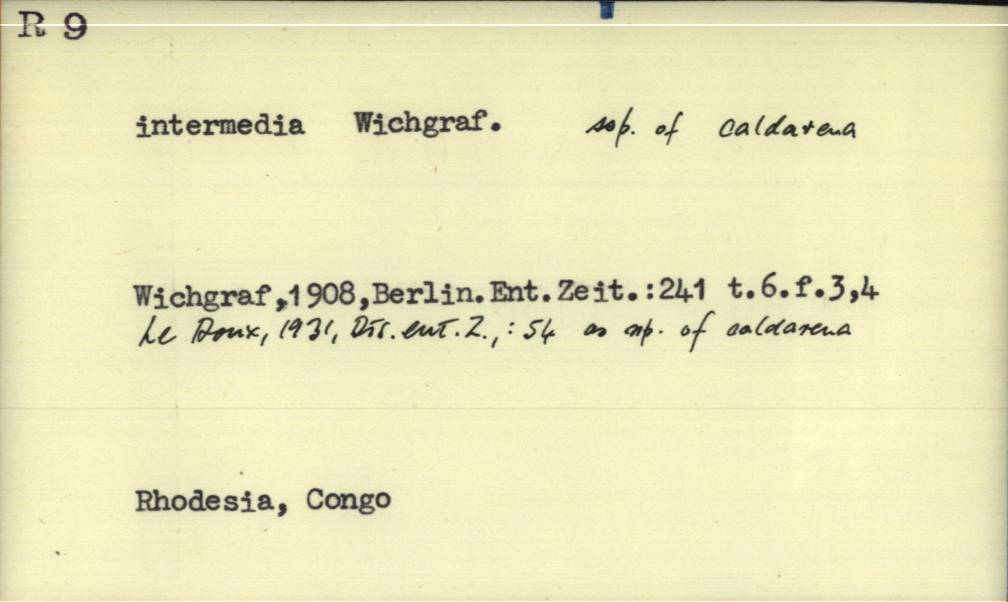 R 9
intermedia Wichgraf. ssp. of caldarena
Wichgraf,1908,Berlin.Ent.Zeit.:241 t.6.f.3,4
Le Doux, 1931, Dts. ent. Z., : 54 as ssp. of caldarena
Rhodesia, Congo